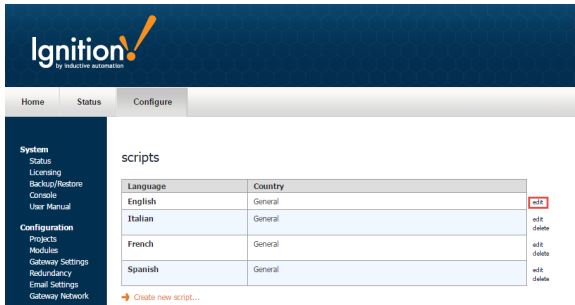 Ignition!
by inductive automation
Home Status Configure
System
Status
Licensing
Backup/Restore
Console
User Manual
Configuration
Projects
Modules
Gateway Settings
Redundancy
Email Settings
Gateway Network
scripts
Language Country
English General edit
Italian General edit
delete
French General edit
delete
Spanish General edit
delete
Create new script...